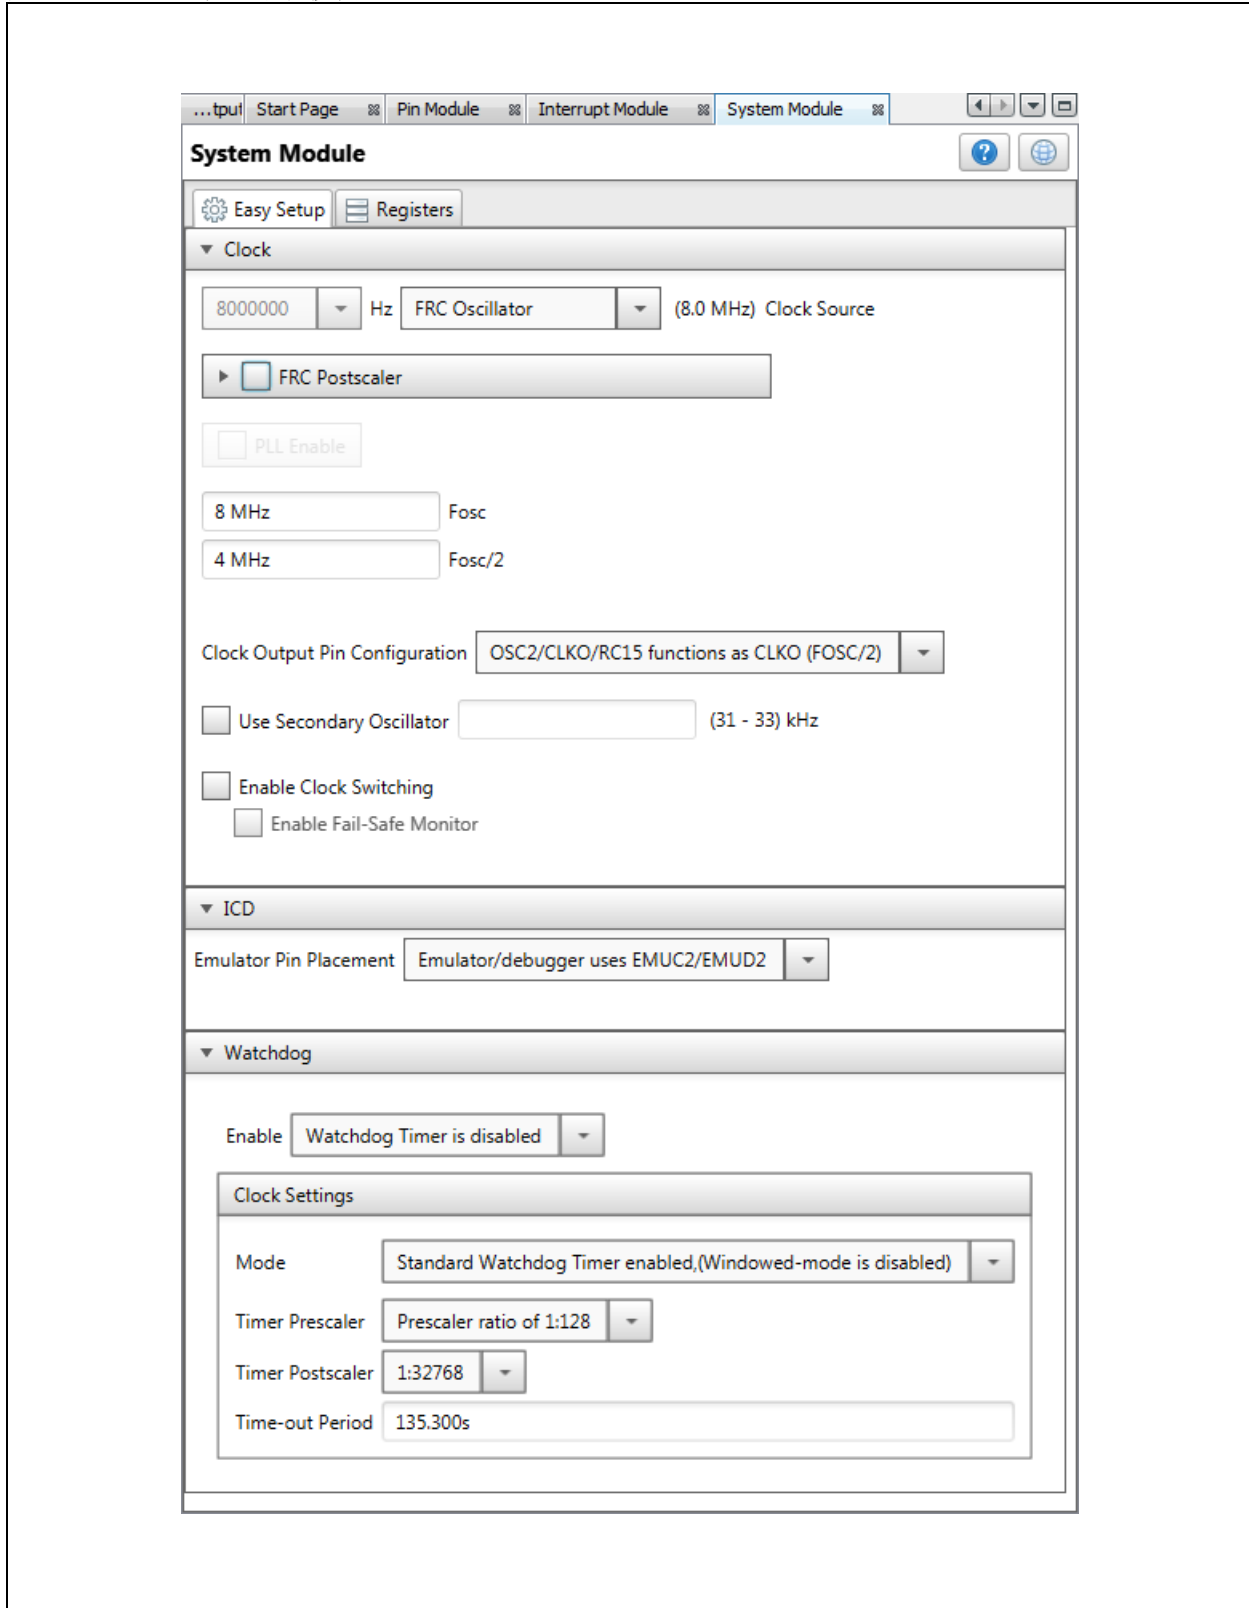 ...tput Start Page Pin Module Interrupt Module System Module
System Module
Easy Setup Registers
Clock
8000000 Hz FRC Oscillator (8.0 MHz) Clock Source
FRC Postscaler
PLL Enable
8 MHz Fosc
4 MHz Fosc/2
Clock Output Pin Configuration OSC2/CLKO/RC15 functions as CLKO (FOSC/2)
Use Secondary Oscillator (31 - 33) kHz
Enable Clock Switching
Enable Fail-Safe Monitor
ICD
Emulator Pin Placement Emulator/debugger uses EMUC2/EMUD2
Watchdog
Enable Watchdog Timer is disabled
Clock Settings
Mode Standard Watchdog Timer enabled,(Windowed-mode is disabled)
Timer Prescaler Prescaler ratio of 1:128
Timer Postscaler 1:32768
Time-out Period 135.300s